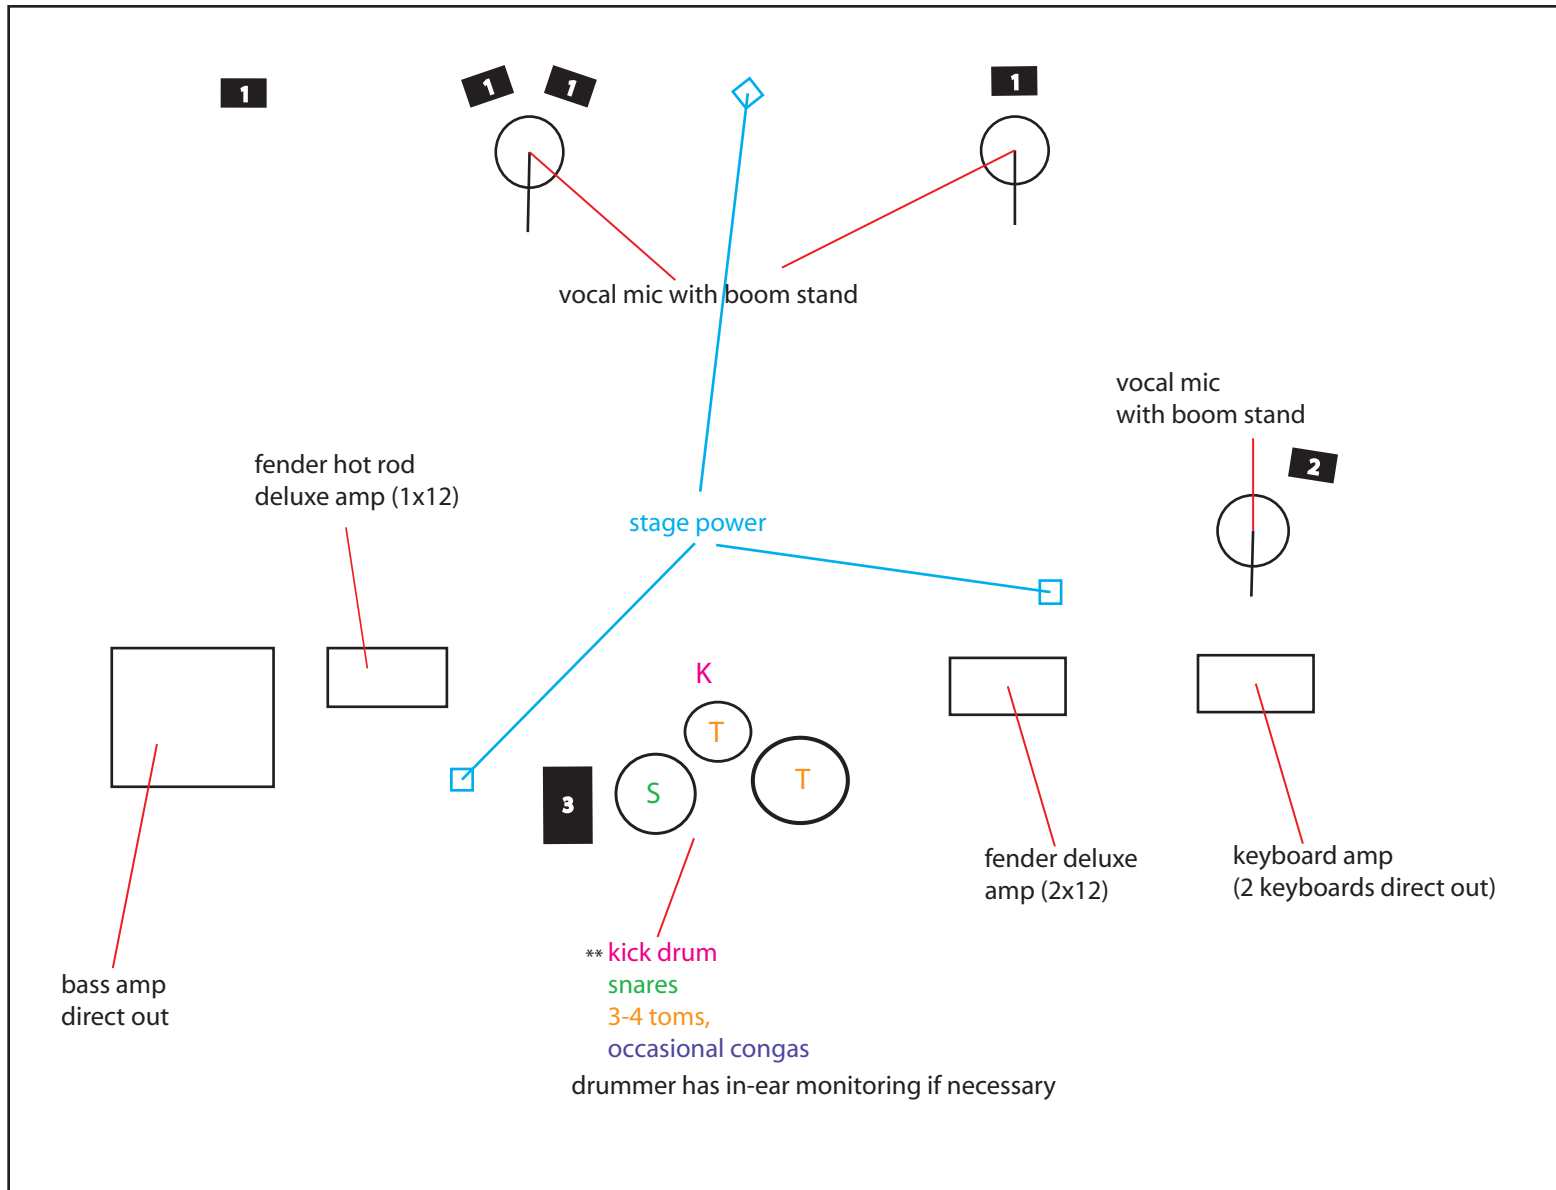 1
1
1
1
vocal mic with boom stand
vocal mic
with boom stand
2
fender hot rod
deluxe amp (1x12)
stage power
K
T
T
S
3
fender deluxe
amp (2x12)
keyboard amp
(2 keyboards direct out)
bass amp
direct out
** kick drum
snares
3-4 toms,
occasional congas
drummer has in-ear monitoring if necessary